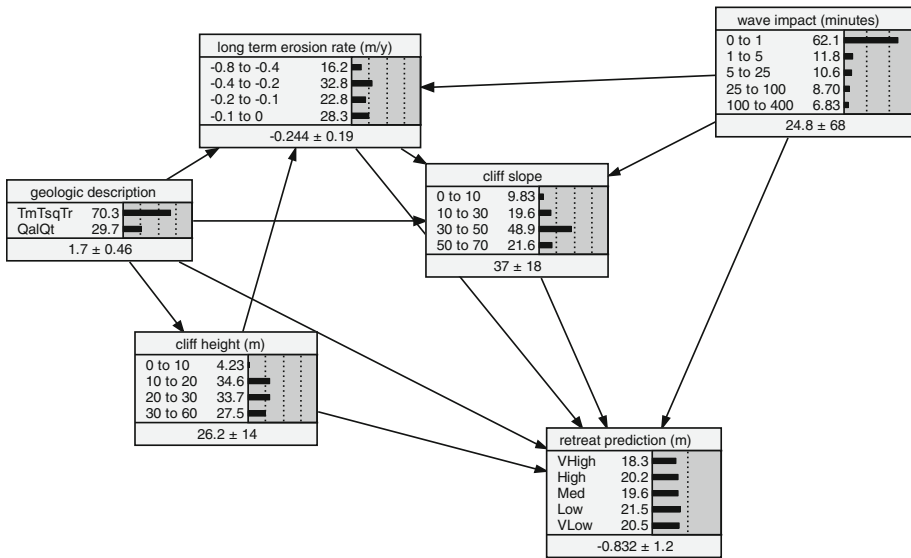 wave impact (minutes)
0 to 1 62.1
1 to 5 11.8
5 to 25 10.6
25 to 100 8.70
100 to 400 6.83
24.8 ± 68
long term erosion rate (m/y)
-0.8 to -0.4 16.2
-0.4 to -0.2 32.8
-0.2 to -0.1 22.8
-0.1 to 0 28.3
-0.244 ± 0.19
geologic description
TmTsqTr 70.3
QalQt 29.7
1.7 ± 0.46
cliff slope
0 to 10 9.83
10 to 30 19.6
30 to 50 48.9
50 to 70 21.6
37 ± 18
cliff height (m)
0 to 10 4.23
10 to 20 34.6
20 to 30 33.7
30 to 60 27.5
26.2 ± 14
retreat prediction (m)
VHigh 18.3
High 20.2
Med 19.6
Low 21.5
VLow 20.5
-0.832 ± 1.2